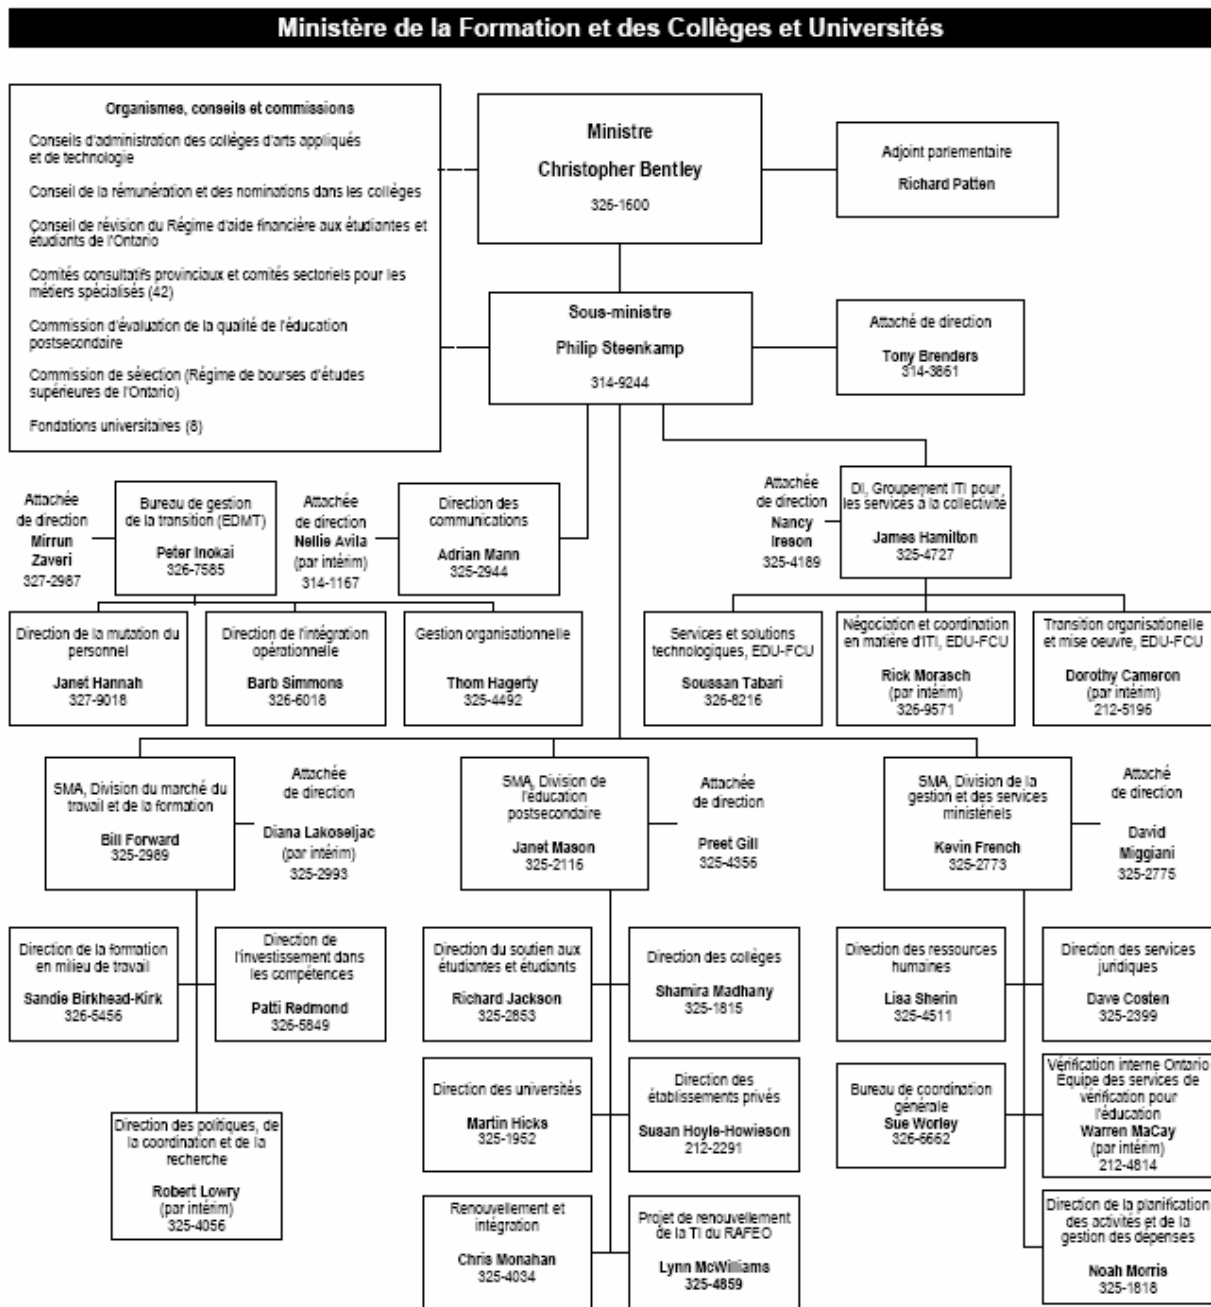 Ministère de la Formation et des Collèges et Universités
Organismes, conseils et commissions
Conseils d'administration des collèges d'arts appliqués
et de technologie
Conseil de la rémunération et des nominations dans les collèges
Conseil de révision du Régime d'aide financière aux étudiantes et
étudiants de l'Ontario
Comités consultatifs provinciaux et comités sectoriels pour les
métiers spécialisés (42)
Commission d'évaluation de la qualité de l'éducation
postsecondaire
Commission de sélection (Régime de bourses d'études
supérieures de l'Ontario)
Fondations universitaires (8)
Ministre
Christopher Bentley
326-1600
Adjoint parlementaire
Richard Patten
Sous-ministre
Philip Steenkamp
314-9244
Attaché de direction
Tony Brenders
314-3861
Attachée
de direction
Mirrun
Zaveri
327-2987
Bureau de gestion
de la transition (EDMT)
Peter Inokai
326-7585
Attachée
de direction
Nellie Avila
(par intérim)
314-1167
Direction des
communications
Adrian Mann
325-2944
Attachée
de direction
Nancy
Ireson
325-4189
DI, Groupement ITI pour
les services à la collectivité
James Hamilton
325-4727
Direction de la mutation du
personnel
Janet Hannah
327-9018
Direction de l'intégration
opérationnelle
Barb Simmons
326-6018
Gestion organisationnelle
Thom Hagerty
325-4492
Services et solutions
technologiques, EDU-FCU
Soussan Tabari
326-8216
Négociation et coordination
en matière d'ITI, EDU-FCU
Rick Morasch
(par intérim)
326-9571
Transition organisationelle
et mise oeuvre, EDU-FCU
Dorothy Cameron
(par intérim)
212-5196
SMA, Division du marché du
travail et de la formation
Bill Forward
325-2989
Attachée
de direction
Diana Lakoseljac
(par intérim)
325-2993
SMA, Division de
l'éducation
postsecondaire
Janet Mason
325-2116
Attachée
de direction
Preet Gill
325-4356
SMA, Division de la
gestion et des services
ministériels
Kevin French
325-2773
Attaché
de direction
David
Miggiani
325-2775
Direction de la formation
en milieu de travail
Sandie Birkhead-Kirk
326-5456
Direction de
l'investissement dans
les compétences
Patti Redmond
326-5849
Direction du soutien aux
étudiantes et étudiants
Richard Jackson
325-2853
Direction des collèges
Shamira Madhany
325-1815
Direction des ressources
humaines
Lisa Sherin
325-4511
Direction des services
juridiques
Dave Costen
325-2399
Direction des politiques, de
la coordination et de la
recherche
Robert Lowry
(par intérim)
325-4056
Direction des universités
Martin Hicks
325-1952
Direction des
établissements privés
Susan Hoyle-Howieson
212-2291
Bureau de coordination
générale
Sue Worley
326-6662
Vérification interne Ontario
Équipe des services de
vérification pour
l'éducation
Warren MaCay
(par intérim)
212-4814
Renouvellement et
intégration
Chris Monahan
325-4034
Projet de renouvellement
de la TI du RAFEO
Lynn McWilliams
325-4859
Direction de la planification
des activités et de la
gestion des dépenses
Noah Morris
325-1818